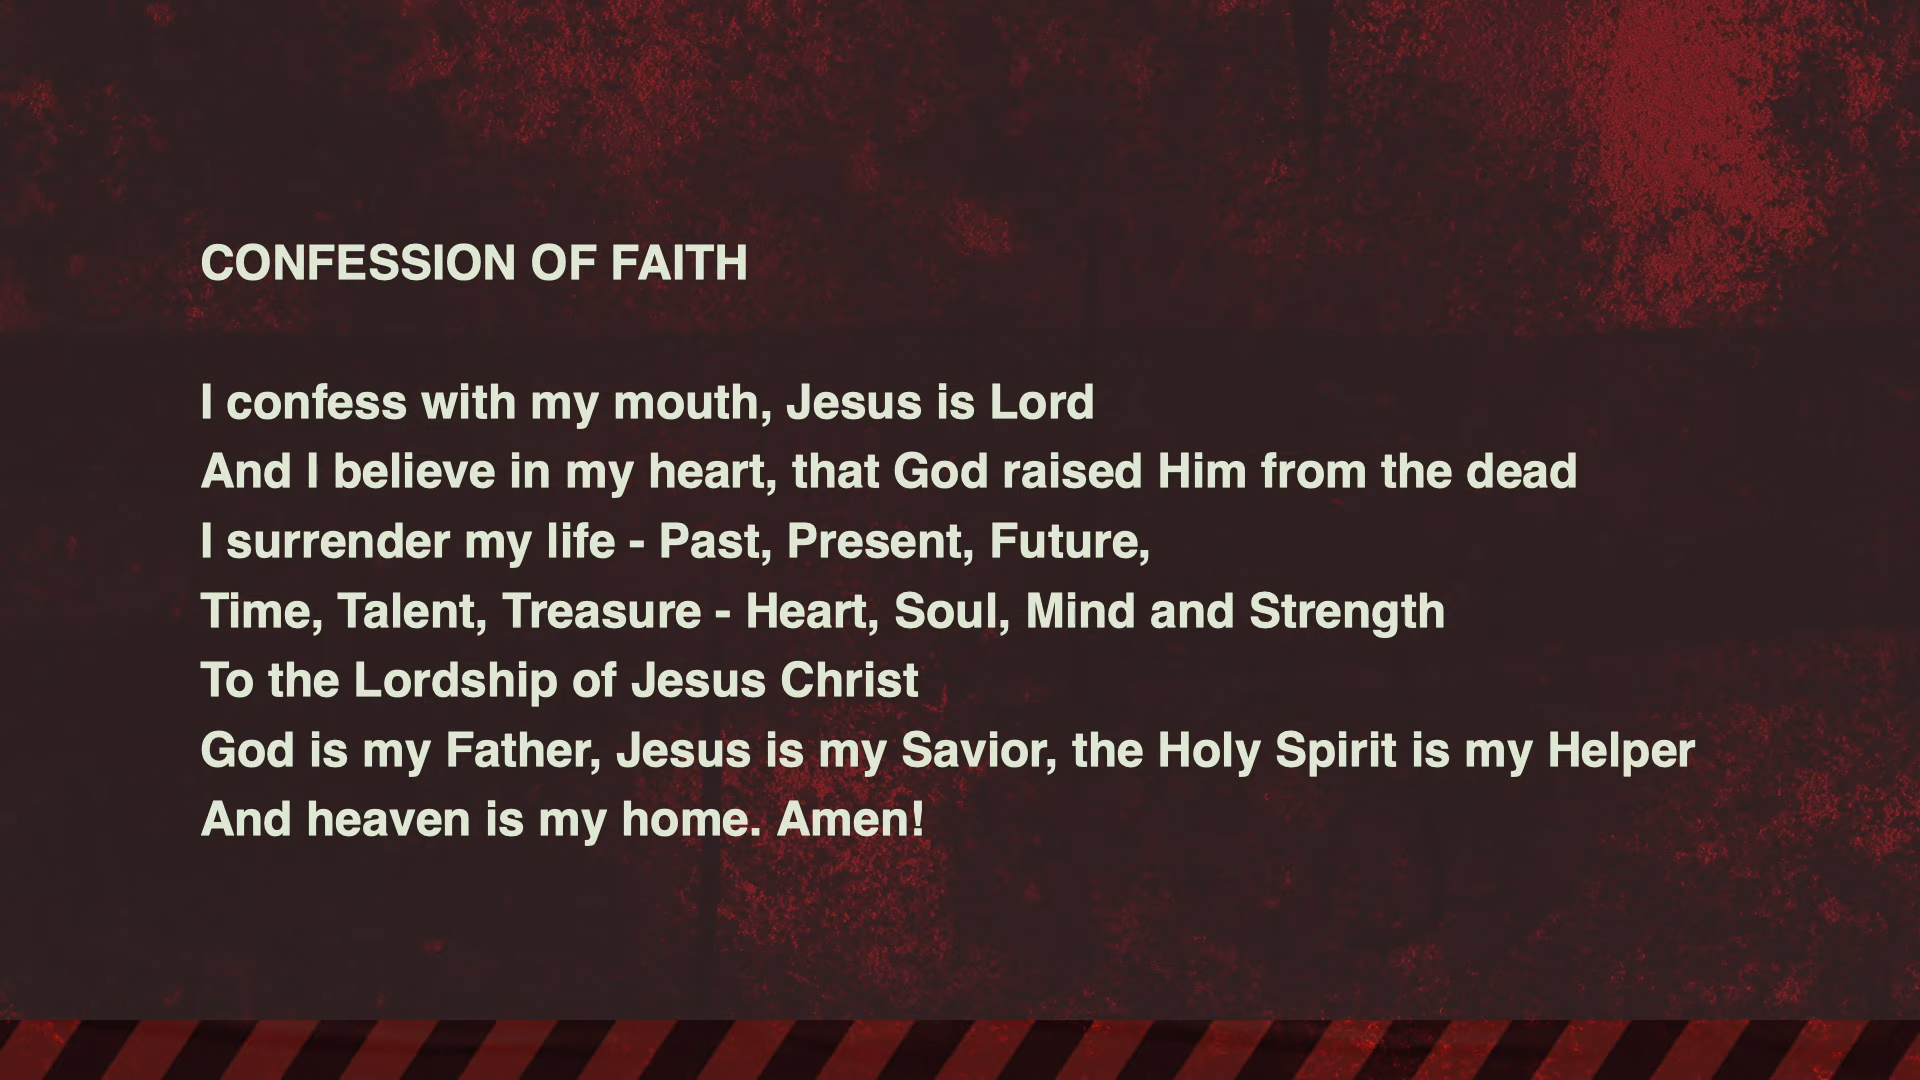 CONFESSION OF FAITH
I confess with my mouth, Jesus is Lord
And I believe in my heart, that God raised Him from the dead
I surrender my life - Past, Present, Future,
Time, Talent, Treasure - Heart, Soul, Mind and Strength
To the Lordship of Jesus Christ
God is my Father, Jesus is my Savior, the Holy Spirit is my Helper
And heaven is my home. Amen!